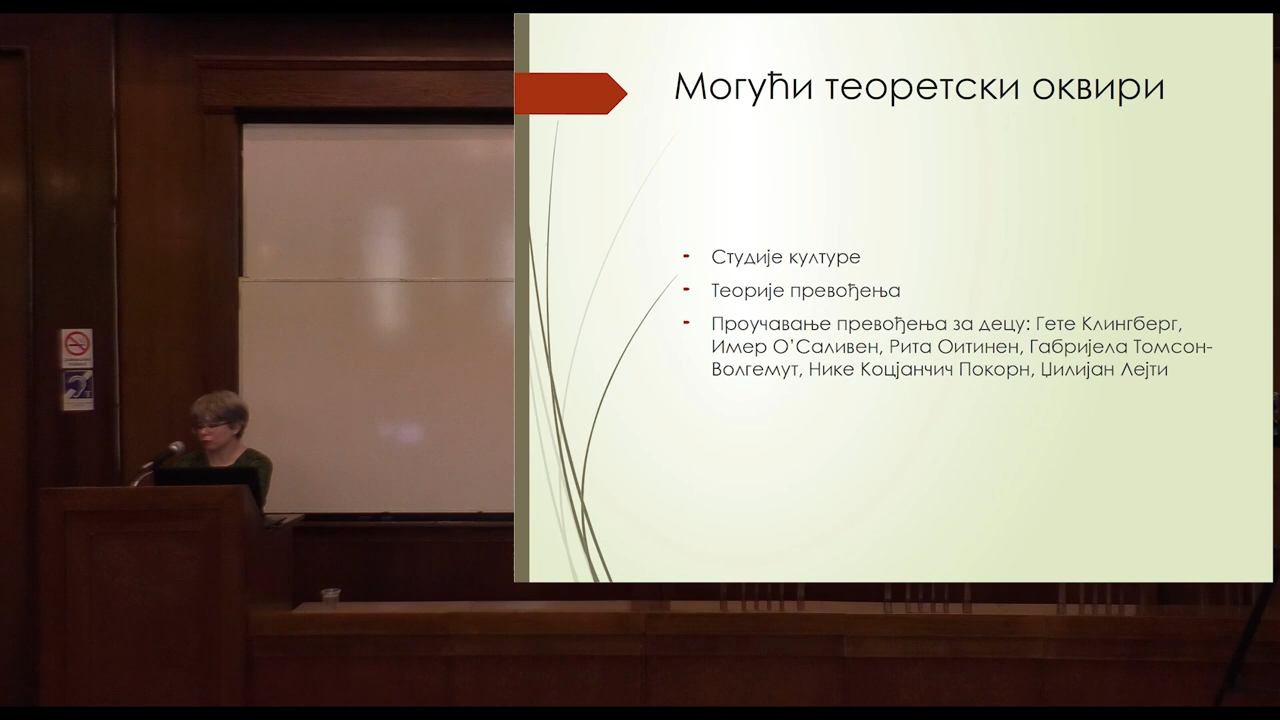 Могући теоретски оквири
Студије културе
Теорије превођења
Проучавање превођења за децу: Гете Клингберг,
Имер О’Саливен, Рита Оитинен, Габријела Томсон-
Волгемут, Нике Коцјанчич Покорн, Џилијан Лејти